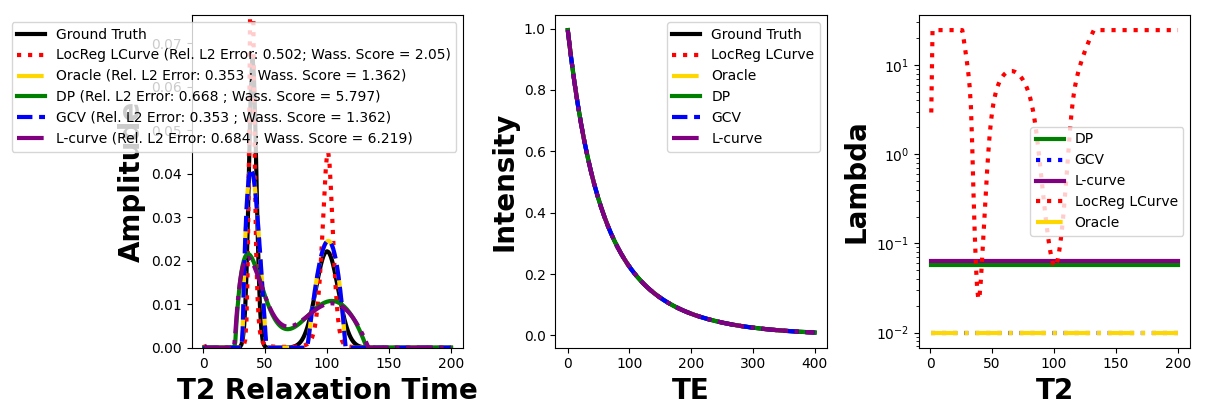 Amplitude
0.07
0.06
0.05
0.04
0.03
0.02
0.01
0.00
Ground Truth
LocReg LCurve (Rel. L2 Error: 0.502; Wass. Score = 2.05)
Oracle (Rel. L2 Error: 0.353 ; Wass. Score = 1.362)
DP (Rel. L2 Error: 0.668 ; Wass. Score = 5.797)
GCV (Rel. L2 Error: 0.353 ; Wass. Score = 1.362)
L-curve (Rel. L2 Error: 0.684 ; Wass. Score = 6.219)
0 50 100 150 200
T2 Relaxation Time
Intensity
1.0
0.8
0.6
0.4
0.2
0.0
Ground Truth
LocReg LCurve
Oracle
DP
GCV
L-curve
0 100 200 300 400
TE
Lambda
10¹
10⁰
10⁻¹
10⁻²
DP
GCV
L-curve
LocReg LCurve
Oracle
0 50 100 150 200
T2